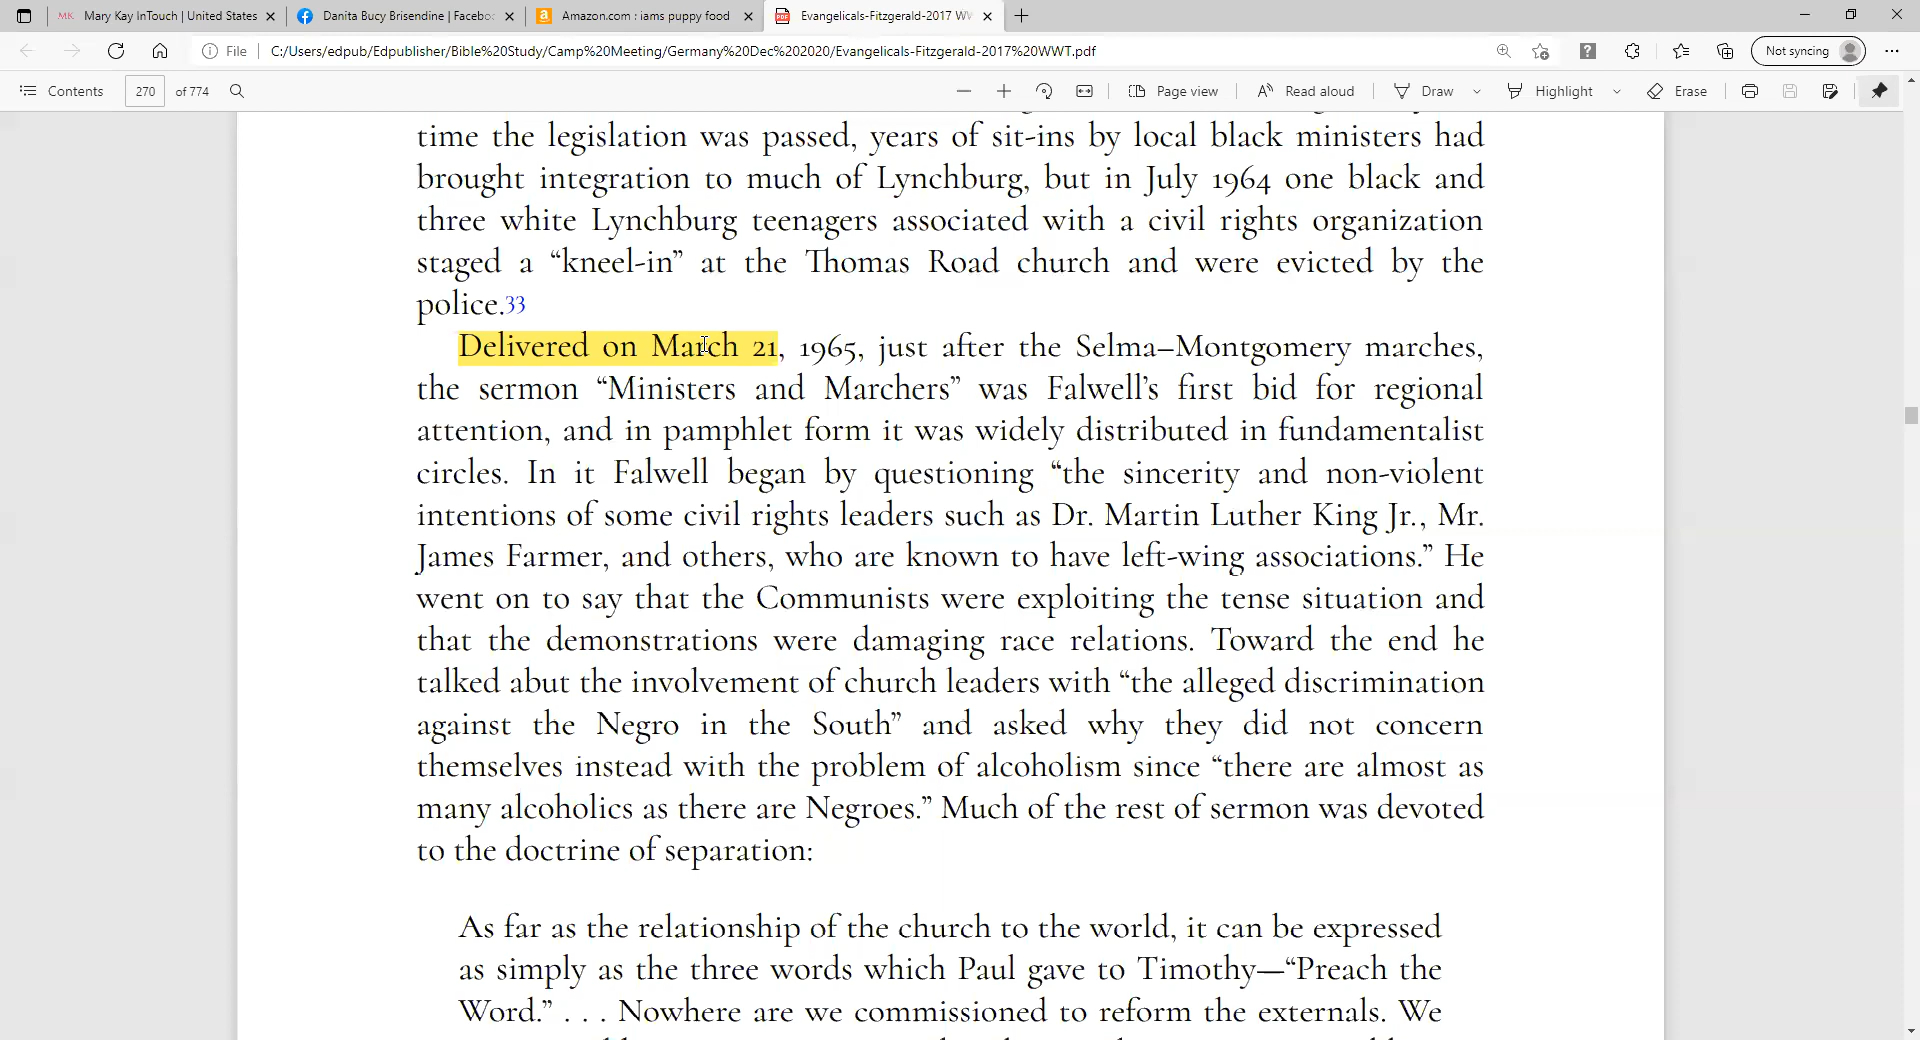 Mary Kay InTouch | United States
Danita Bucy Brisendine | Faceboo
Amazon.com : iams puppy food
Evangelicals-Fitzgerald-2017 W
File
C:/Users/edpub/Edpublisher/Bible%20Study/Camp%20Meeting/Germany%20Dec%202020/Evangelicals-Fitzgerald-2017%20WWT.pdf
Not syncing
Contents 270 of 774
Page view
Read aloud
Draw
Highlight
Erase
time the legislation was passed, years of sit-ins by local black ministers had
brought integration to much of Lynchburg, but in July 1964 one black and
three white Lynchburg teenagers associated with a civil rights organization
staged a “kneel-in” at the Thomas Road church and were evicted by the
police.33
Delivered on March 21, 1965, just after the Selma–Montgomery marches,
the sermon “Ministers and Marchers” was Falwell’s first bid for regional
attention, and in pamphlet form it was widely distributed in fundamentalist
circles. In it Falwell began by questioning “the sincerity and non-violent
intentions of some civil rights leaders such as Dr. Martin Luther King Jr., Mr.
James Farmer, and others, who are known to have left-wing associations.” He
went on to say that the Communists were exploiting the tense situation and
that the demonstrations were damaging race relations. Toward the end he
talked abut the involvement of church leaders with “the alleged discrimination
against the Negro in the South” and asked why they did not concern
themselves instead with the problem of alcoholism since “there are almost as
many alcoholics as there are Negroes.” Much of the rest of sermon was devoted
to the doctrine of separation:
As far as the relationship of the church to the world, it can be expressed
as simply as the three words which Paul gave to Timothy—“Preach the
Word.” . . . Nowhere are we commissioned to reform the externals. We